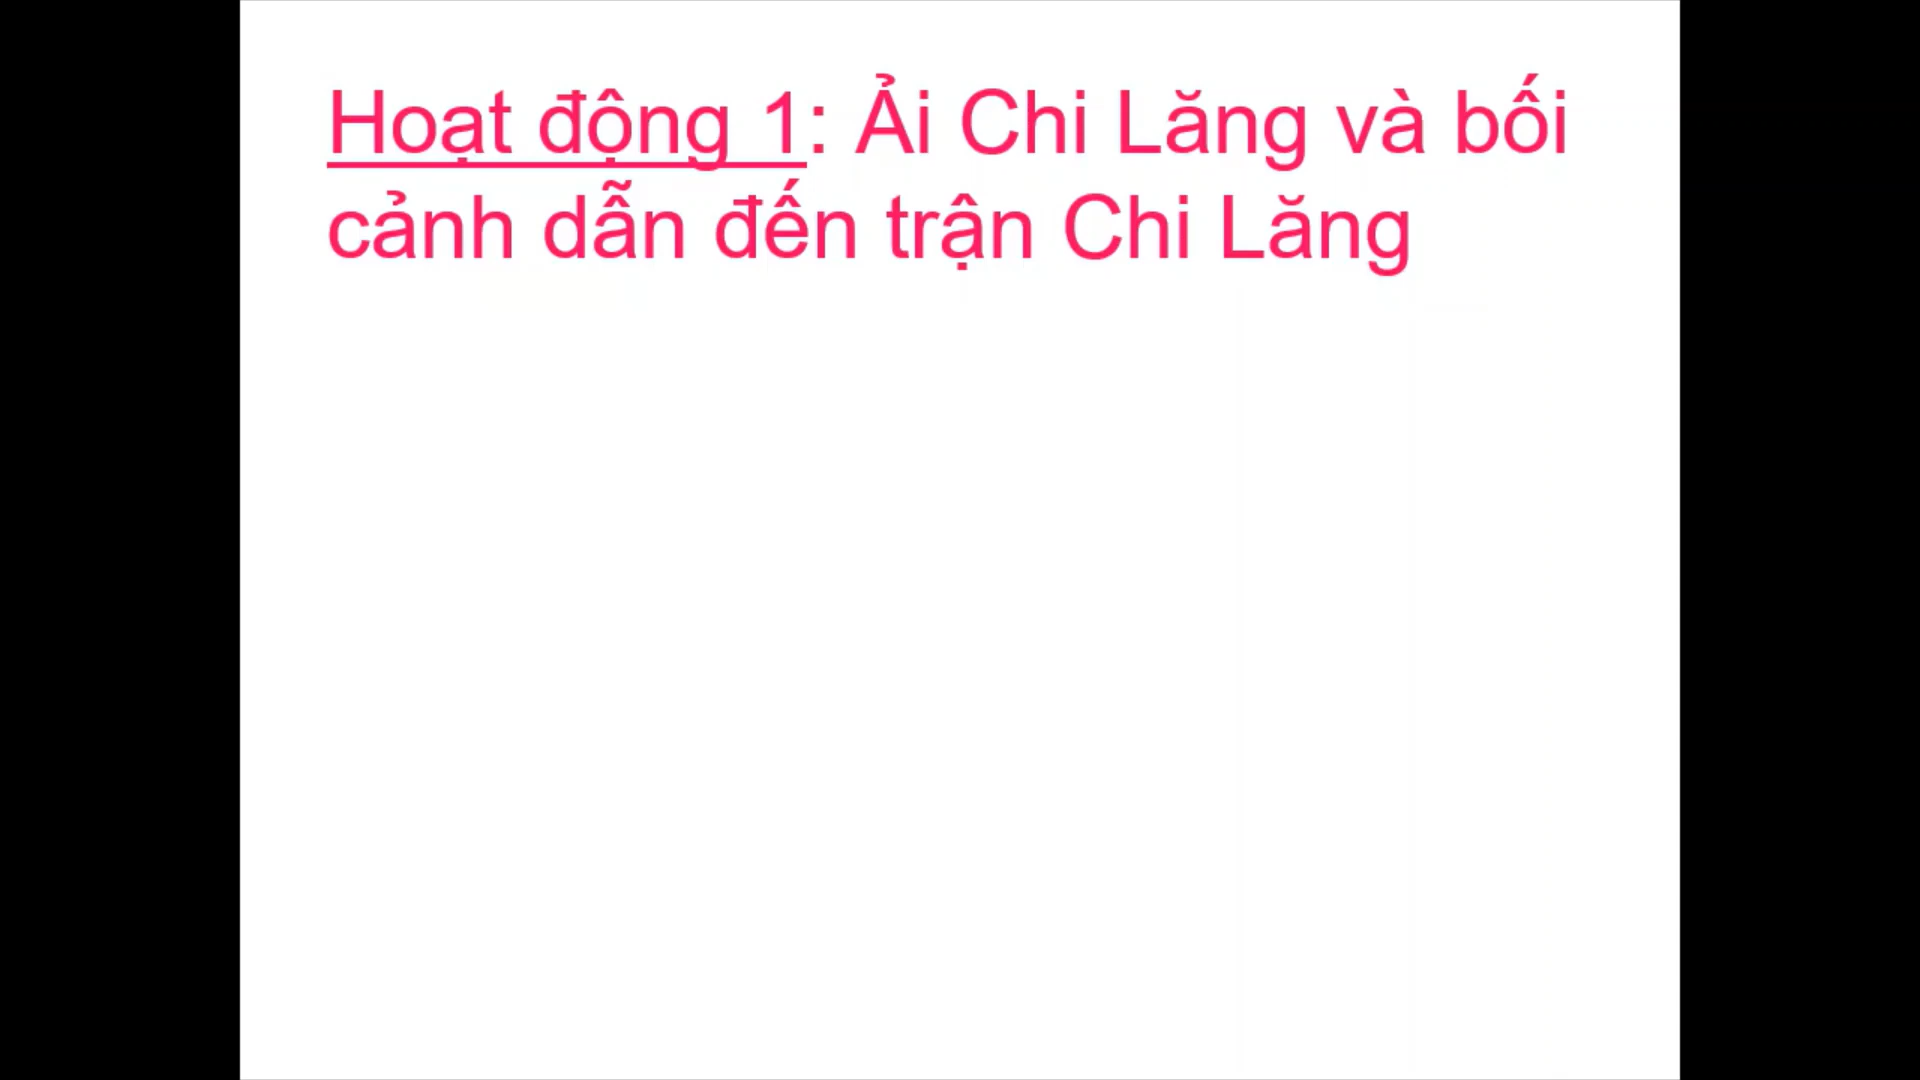 Hoạt động 1: Ải Chi Lăng và bối
cảnh dẫn đến trận Chi Lăng